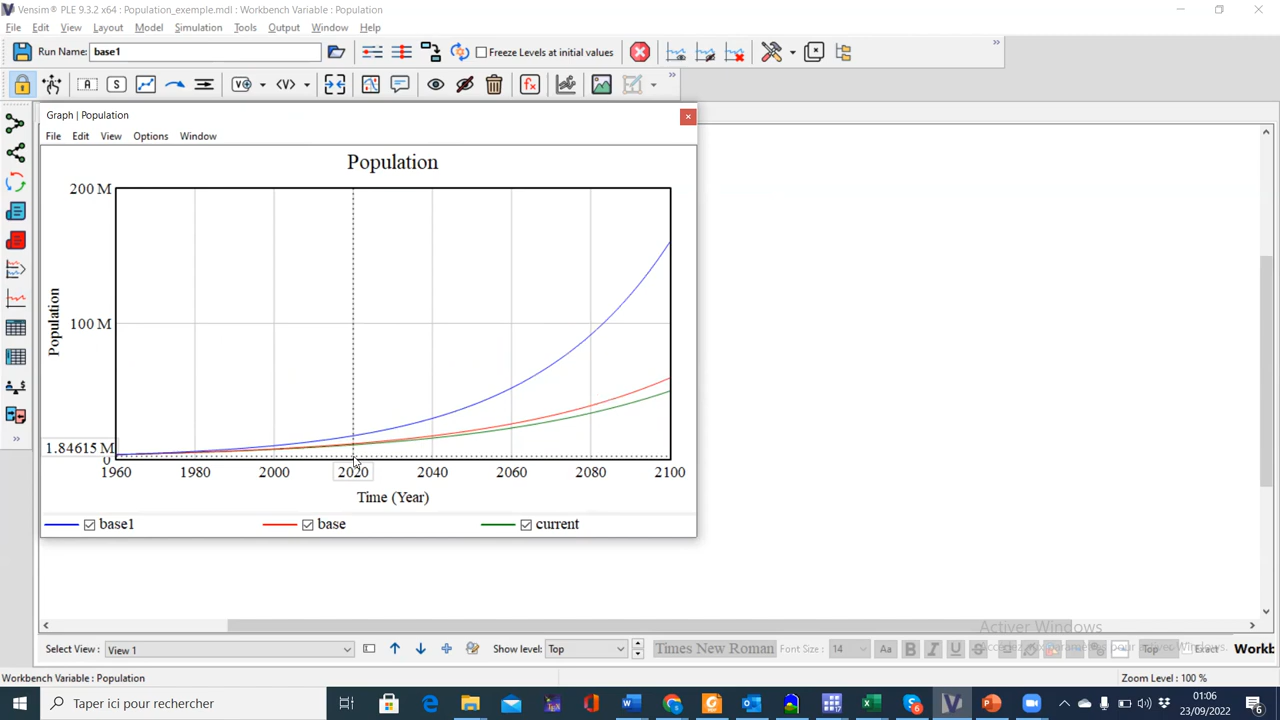 Vensim® PLE 9.3.2 x64 : Population_exemple.mdl : Workbench Variable : Population
File Edit View Layout Model Simulation Tools Output Window Help
Run Name: base1 Freeze Levels at initial values
Graph | Population
File Edit View Options Window
Population
200 M
100 M
1.84615 M
0
Population
1960 1980 2000 2020 2040 2060 2080 2100
Time (Year)
base1 base current
Activer Windows
Select View : View 1 Show level: Top Times New Roman Font Size : 14 Aa B I U S Top Exact Workb
Workbench Variable : Population Zoom Level : 100 %
Taper ici pour rechercher
01:06
23/09/2022
6